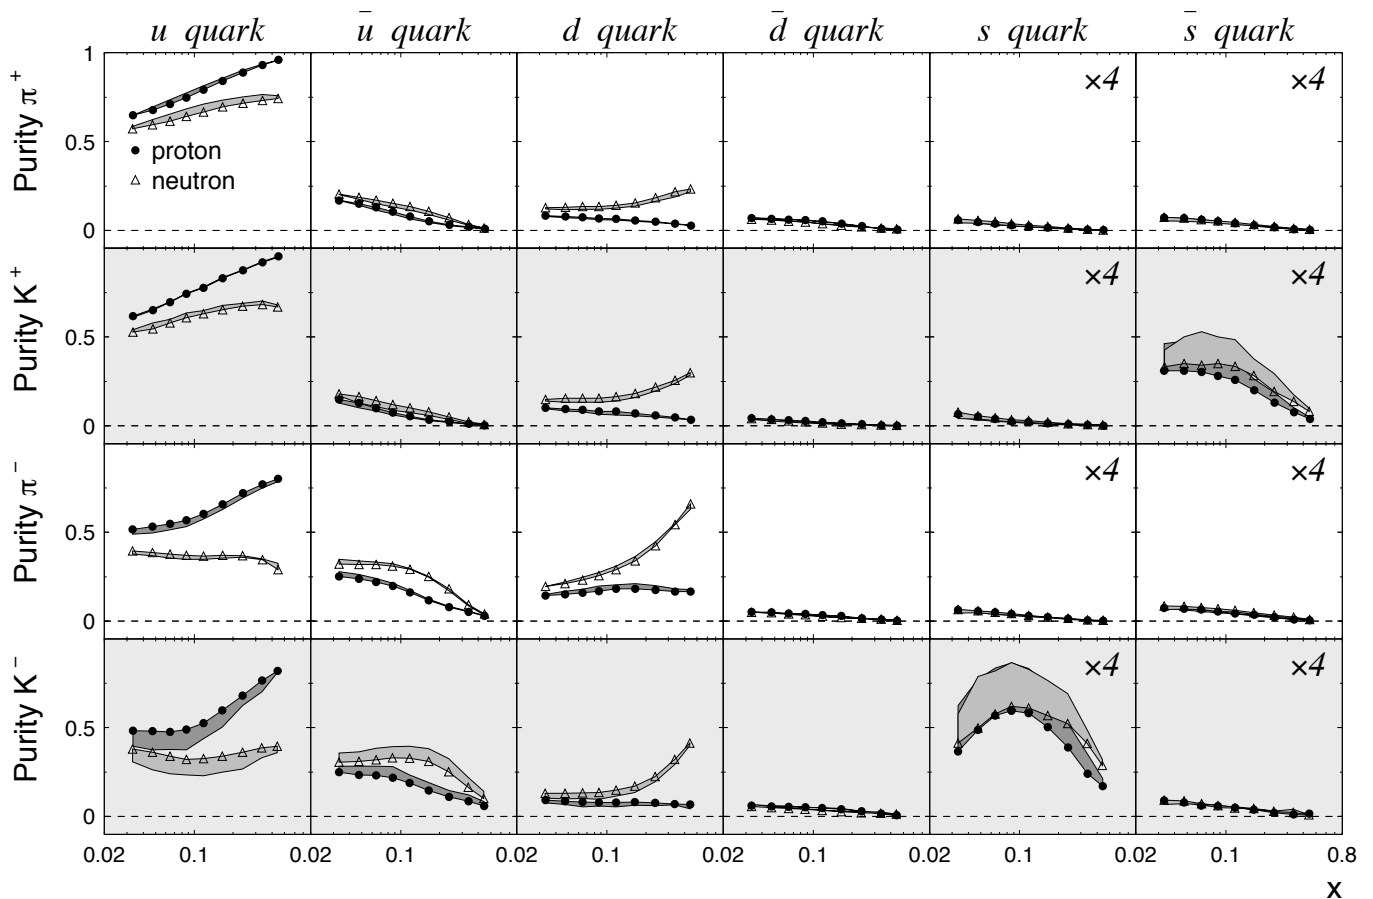 u quark ū quark d quark d̄ quark s quark s̄ quark
Purity π⁺
1
0.5
0
proton
neutron
×4
×4
Purity K⁺
0.5
0
×4
×4
Purity π⁻
0.5
0
×4
×4
Purity K⁻
0.5
0
×4
×4
0.02 0.1 0.02 0.1 0.02 0.1 0.02 0.1 0.02 0.1 0.02 0.1 0.8
x